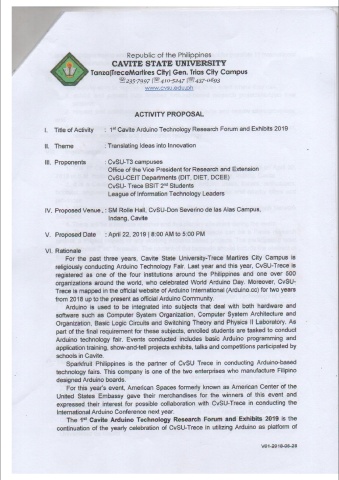 Republic of the Philippines
CAVITE STATE UNIVERSITY
Tanza|TreceMartires City| Gen. Trias City Campus
☎235-7997 |☎410-5247 |☎437-0693
www.cvsu.edu.ph
ACTIVITY PROPOSAL
I. Title of Activity : 1st Cavite Arduino Technology Research Forum and Exhibits 2019
II. Theme : Translating Ideas into Innovation
III. Proponents : CvSU-T3 campuses
Office of the Vice President for Research and Extension
CvSU-CEIT Departments (DIT, DIET, DCEE)
CvSU- Trece BSIT 2nd Students
League of Information Technology Leaders
IV. Proposed Venue : SM Rolle Hall, CvSU-Don Severino de las Alas Campus,
Indang, Cavite
V. Proposed Date : April 22, 2019 | 8:00 AM to 5:00 PM
VI. Rationale
For the past three years, Cavite State University-Trece Martires City Campus is
religiously conducting Arduino Technology Fair. Last year and this year, CvSU-Trece is
registered as one of the four institutions around the Philippines and one over 600
organizations around the world, who celebrated World Arduino Day. Moreover, CvSU-
Trece is mapped in the official website of Arduino International (Arduino.cc) for two years
from 2018 up to the present as official Arduino Community.
Arduino is used to be integrated into subjects that deal with both hardware and
software such as Computer System Organization, Computer System Architecture and
Organization, Basic Logic Circuits and Switching Theory and Physics II Laboratory. As
part of the final requirement for these subjects, enrolled students are tasked to conduct
Arduino technology fair. Events conducted includes basic Arduino programming and
application training, show-and-tell projects exhibits, talks and competitions participated by
schools in Cavite.
Sparkfruit Philippines is the partner of CvSU Trece in conducting Arduino-based
technology fairs. This company is one of the two enterprises who manufacture Filipino
designed Arduino boards.
For this year's event, American Spaces formerly known as American Center of the
United States Embassy gave their merchandises for the winners of this event and
expressed their interest for possible collaboration with CvSU-Trece in conducting the
International Arduino Conference next year.
The 1st Cavite Arduino Technology Research Forum and Exhibits 2019 is the
continuation of the yearly celebration of CvSU-Trece in utilizing Arduino as platform of